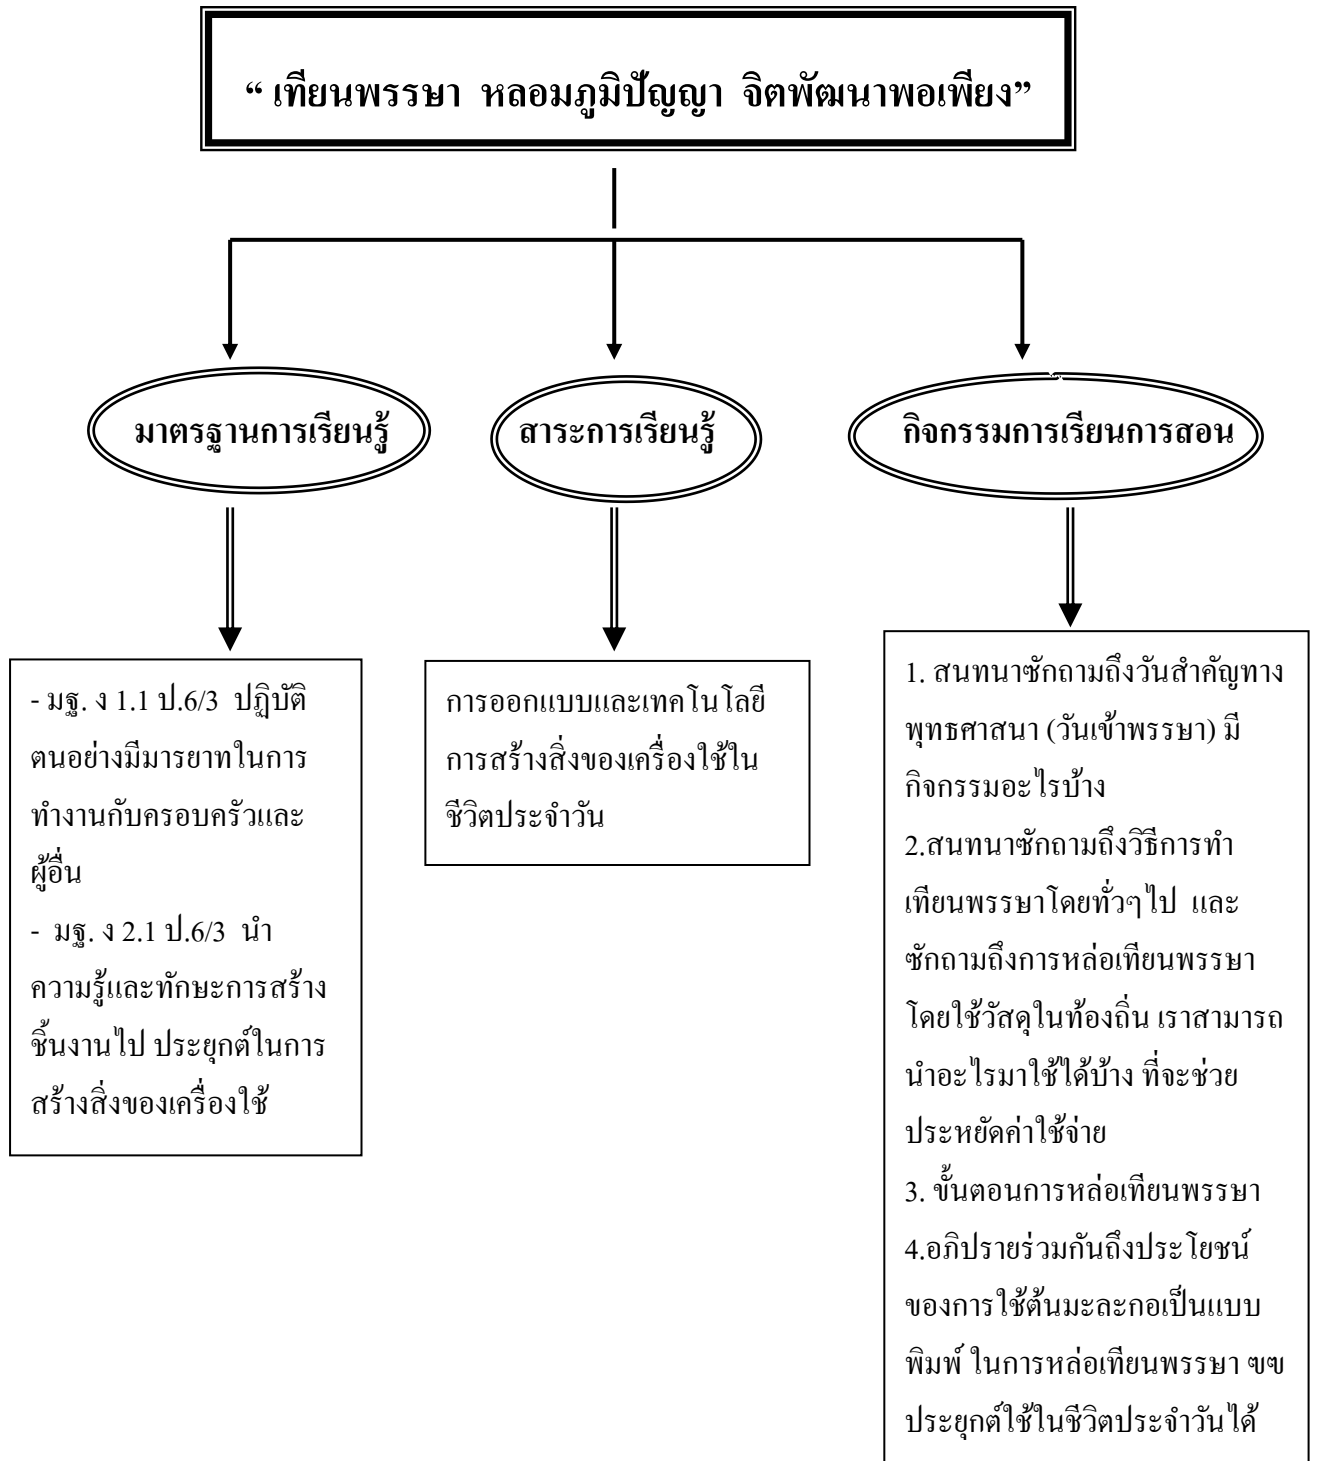 “ เทียนพรรษา หลอมภูมิปัญญา จิตพัฒนาพอเพียง”
มาตรฐานการเรียนรู้
สาระการเรียนรู้
กิจกรรมการเรียนการสอน
- มฐ. ง 1.1 ป.6/3 ปฏิบัติ
ตนอย่างมีมารยาทในการ
ทำงานกับครอบครัวและ
ผู้อื่น
- มฐ. ง 2.1 ป.6/3 นำ
ความรู้และทักษะการสร้าง
ชิ้นงานไป ประยุกต์ในการ
สร้างสิ่งของเครื่องใช้
การออกแบบและเทคโนโลยี
การสร้างสิ่งของเครื่องใช้ใน
ชีวิตประจำวัน
1. สนทนาซักถามถึงวันสำคัญทาง
พุทธศาสนา (วันเข้าพรรษา) มี
กิจกรรมอะไรบ้าง
2.สนทนาซักถามถึงวิธีการทำ
เทียนพรรษาโดยทั่วๆไป และ
ซักถามถึงการหล่อเทียนพรรษา
โดยใช้วัสดุในท้องถิ่น เราสามารถ
นำอะไรมาใช้ได้บ้าง ที่จะช่วย
ประหยัดค่าใช้จ่าย
3. ขั้นตอนการหล่อเทียนพรรษา
4.อภิปรายร่วมกันถึงประโยชน์
ของการใช้ต้นมะละกอเป็นแบบ
พิมพ์ ในการหล่อเทียนพรรษา ฃฃ
ประยุกต์ใช้ในชีวิตประจำวันได้